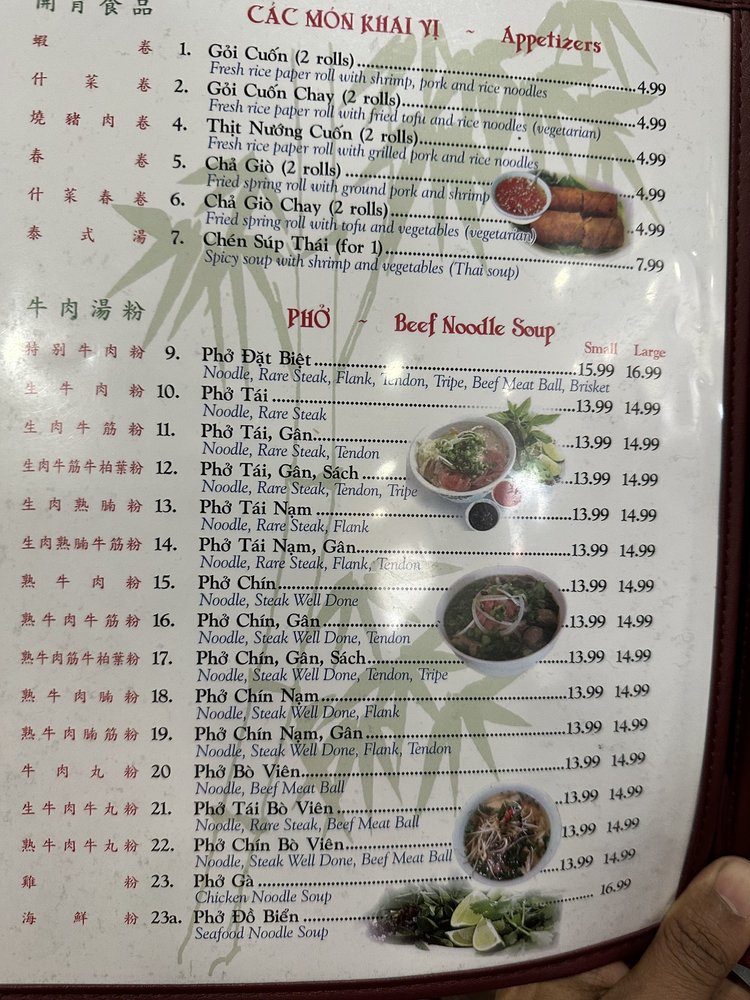 開胃食品 CÁC MÓN KHAI VỊ ~ Appetizers
蝦卷 1. Gỏi Cuốn (2 rolls) 4.99
Fresh rice paper roll with shrimp, pork and rice noodles
什菜卷 2. Gỏi Cuốn Chay (2 rolls) 4.99
Fresh rice paper roll with fried tofu and rice noodles (vegetarian)
燒豬肉卷 4. Thịt Nướng Cuốn (2 rolls) 4.99
Fresh rice paper roll with grilled pork and rice noodles
春卷 5. Chả Giò (2 rolls) 4.99
Fried spring roll with ground pork and shrimp
什菜春卷 6. Chả Giò Chay (2 rolls) 4.99
Fried spring roll with tofu and vegetables (vegetarian)
泰式湯 7. Chén Súp Thái (for 1) 7.99
Spicy soup with shrimp and vegetables (Thai soup)
牛肉湯粉 PHỞ ~ Beef Noodle Soup
Small Large
特別牛肉粉 9. Phở Đặt Biệt 15.99 16.99
Noodle, Rare Steak, Flank, Tendon, Tripe, Beef Meat Ball, Brisket
生牛肉粉 10. Phở Tái 13.99 14.99
Noodle, Rare Steak
生肉牛筋粉 11. Phở Tái, Gân 13.99 14.99
Noodle, Rare Steak, Tendon
生肉牛筋牛柏葉粉 12. Phở Tái, Gân, Sách 13.99 14.99
Noodle, Rare Steak, Tendon, Tripe
生肉熟腩粉 13. Phở Tái Nạm 13.99 14.99
Noodle, Rare Steak, Flank
生肉熟腩牛筋粉 14. Phở Tái Nạm, Gân 13.99 14.99
Noodle, Rare Steak, Flank, Tendon
熟牛肉粉 15. Phở Chín 13.99 14.99
Noodle, Steak Well Done
熟牛肉牛筋粉 16. Phở Chín, Gân 13.99 14.99
Noodle, Steak Well Done, Tendon
熟牛肉筋牛柏葉粉 17. Phở Chín, Gân, Sách 13.99 14.99
Noodle, Steak Well Done, Tendon, Tripe
熟牛肉腩粉 18. Phở Chín Nạm 13.99 14.99
Noodle, Steak Well Done, Flank
熟牛肉腩筋粉 19. Phở Chín Nạm, Gân 13.99 14.99
Noodle, Steak Well Done, Flank, Tendon
牛肉丸粉 20 Phở Bò Viên 13.99 14.99
Noodle, Beef Meat Ball
生牛肉牛丸粉 21. Phở Tái Bò Viên 13.99 14.99
Noodle, Rare Steak, Beef Meat Ball
熟牛肉牛丸粉 22. Phở Chín Bò Viên 13.99 14.99
Noodle, Steak Well Done, Beef Meat Ball
雞粉 23. Phở Gà 13.99 14.99
Chicken Noodle Soup
海鮮粉 23a. Phở Đồ Biển 16.99
Seafood Noodle Soup